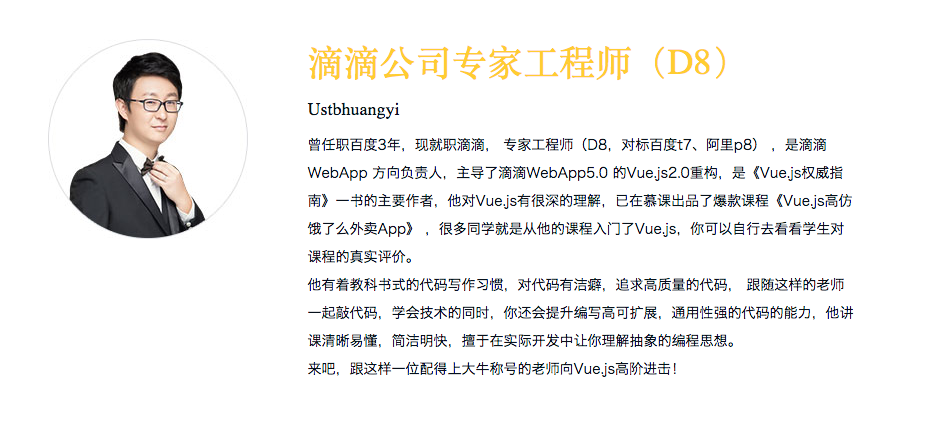 滴滴公司专家工程师（D8）
Ustbhuangyi
曾任职百度3年，现就职滴滴， 专家工程师（D8，对标百度t7、阿里p8） ，是滴滴
WebApp 方向负责人，主导了滴滴WebApp5.0 的Vue.js2.0重构，是《Vue.js权威指
南》一书的主要作者，他对Vue.js有很深的理解，已在慕课出品了爆款课程《Vue.js高仿
饿了么外卖App》 ，很多同学就是从他的课程入门了Vue.js，你可以自行去看看学生对
课程的真实评价。
他有着教科书式的代码写作习惯，对代码有洁癖，追求高质量的代码， 跟随这样的老师
一起敲代码，学会技术的同时，你还会提升编写高可扩展，通用性强的代码的能力，他讲
课清晰易懂，简洁明快，擅于在实际开发中让你理解抽象的编程思想。
来吧，跟这样一位配得上大牛称号的老师向Vue.js高阶进击！